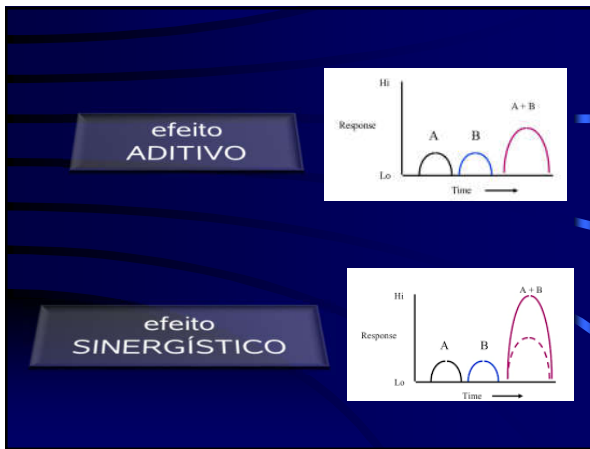 efeito
ADITIVO
Hi
A + B
Response
A
B
Lo
Time
efeito
SINERGÍSTICO
Hi
A + B
Response
A
B
Lo
Time